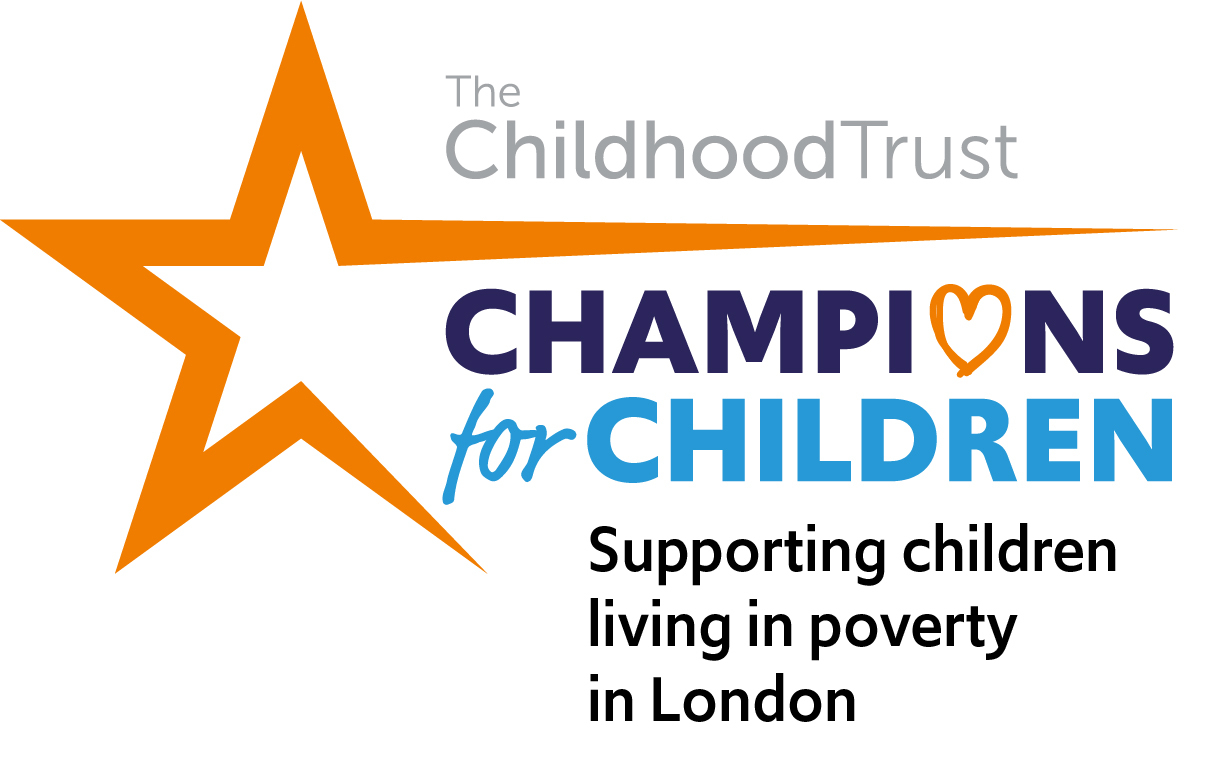 The
ChildhoodTrust
CHAMPIONS
for CHILDREN
Supporting children
living in poverty
in London